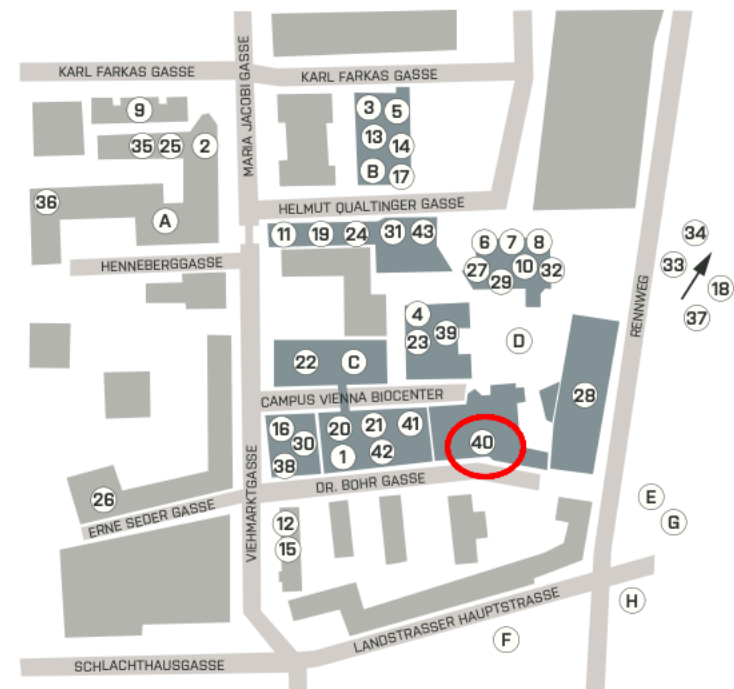 KARL FARKAS GASSE
KARL FARKAS GASSE
MARIA JACOBI GASSE
9
3
5
35
25
2
13
14
B
17
36
A
HELMUT QUALTINGER GASSE
11
19
24
31
43
6
7
8
34
HENNEBERGGASSE
27
10
32
29
33
18
37
4
RENNWEG
23
39
D
22
C
CAMPUS VIENNA BIOCENTER
28
16
20
21
41
30
40
38
1
42
DR. BOHR GASSE
VIEHMARKTGASSE
26
ERNE SEDER GASSE
E
G
12
15
H
F
LANDSTRASSER HAUPTSTRASSE
SCHLACHTHAUSGASSE